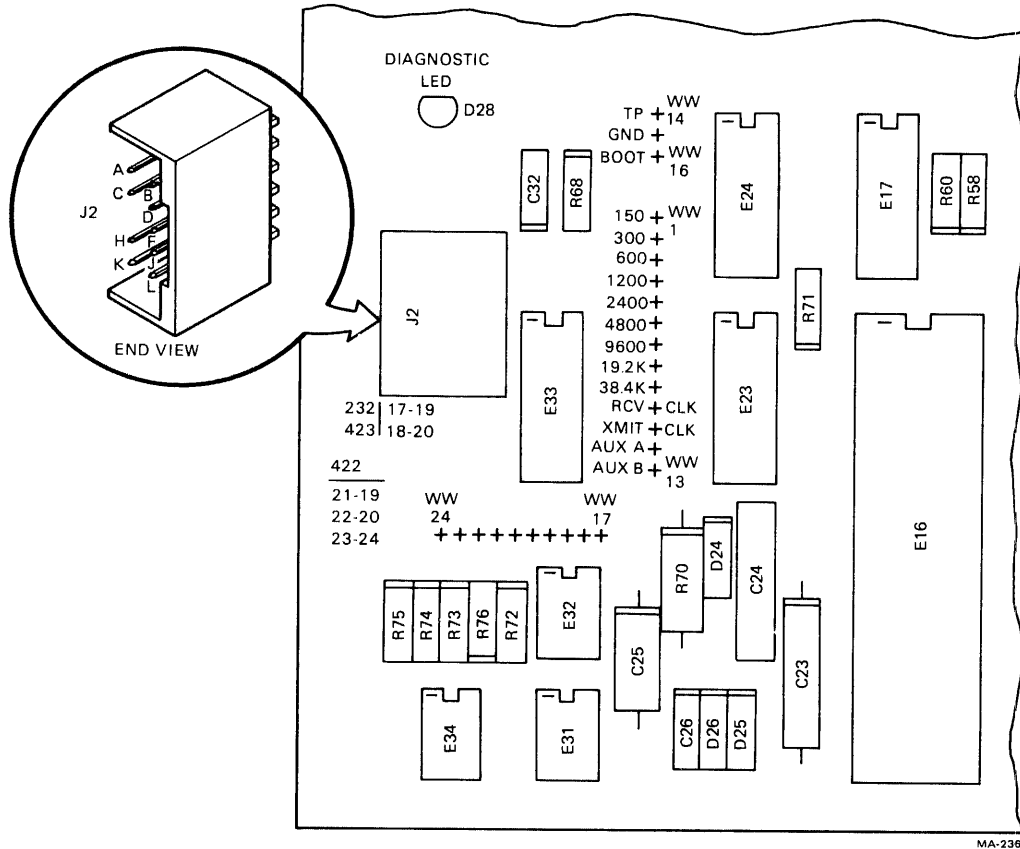 DIAGNOSTIC
LED
D28
A
C
B
J2
D
H
F
K
J
L
END VIEW
J2
C32
R68
TP + WW
14
GND +
BOOT + WW
16
150 + WW
1
300 +
600 +
1200 +
2400 +
4800 +
9600 +
19.2K +
38.4K +
RCV + CLK
XMIT + CLK
AUX A +
AUX B + WW
13
E24
E17
R60
R58
R71
E33
E23
E16
232 | 17-19
423 | 18-20
422
21-19
22-20
23-24
WW
24
WW
17
+ + + + + + + + + +
R75
R74
R73
R76
R72
E32
C25
R70
D24
C24
C23
E34
E31
C26
D26
D25
MA-236